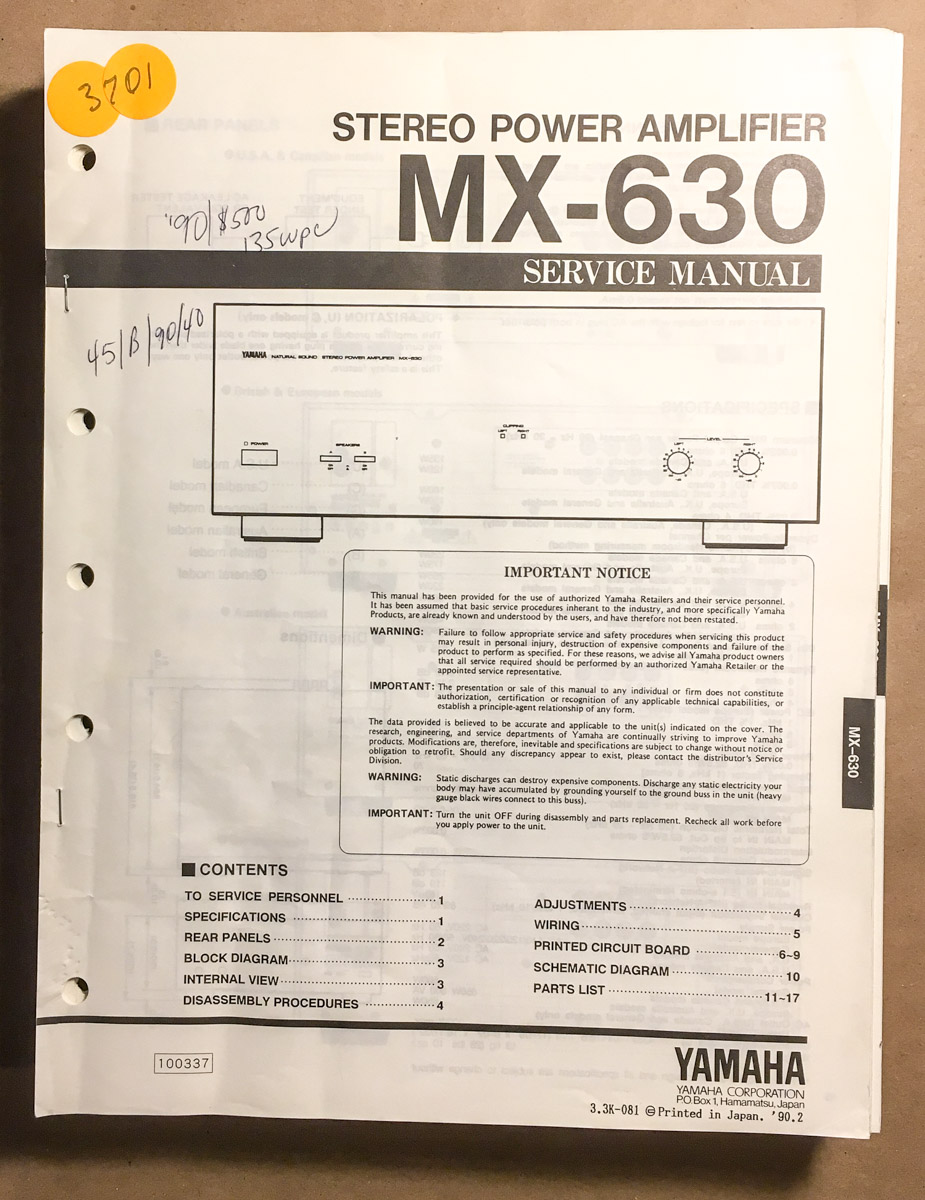 3701
STEREO POWER AMPLIFIER
MX-630
'90/$500
135wpc
SERVICE MANUAL
45/B/90/40
YAMAHA NATURAL SOUND STEREO POWER AMPLIFIER MX-630
CLIPPING
LEFT RIGHT
POWER
SPEAKERS
A B
LEVEL
LEFT RIGHT
IMPORTANT NOTICE
This manual has been provided for the use of authorized Yamaha Retailers and their service personnel.
It has been assumed that basic service procedures inherant to the industry, and more specifically Yamaha
Products, are already known and understood by the users, and have therefore not been restated.
WARNING: Failure to follow appropriate service and safety procedures when servicing this product
may result in personal injury, destruction of expensive components and failure of the
product to perform as specified. For these reasons, we advise all Yamaha product owners
that all service required should be performed by an authorized Yamaha Retailer or the
appointed service representative.
IMPORTANT: The presentation or sale of this manual to any individual or firm does not constitute
authorization, certification or recognition of any applicable technical capabilities, or
establish a principle-agent relationship of any form.
The data provided is believed to be accurate and applicable to the unit(s) indicated on the cover. The
research, engineering, and service departments of Yamaha are continually striving to improve Yamaha
products. Modifications are, therefore, inevitable and specifications are subject to change without notice or
obligation to retrofit. Should any discrepancy appear to exist, please contact the distributor's Service
Division.
WARNING: Static discharges can destroy expensive components. Discharge any static electricity your
body may have accumulated by grounding yourself to the ground buss in the unit (heavy
gauge black wires connect to this buss).
IMPORTANT: Turn the unit OFF during disassembly and parts replacement. Recheck all work before
you apply power to the unit.
MX-630
■ CONTENTS
TO SERVICE PERSONNEL ····················1
SPECIFICATIONS ································1
REAR PANELS ····································2
BLOCK DIAGRAM ································3
INTERNAL VIEW ··································3
DISASSEMBLY PROCEDURES ···············4
ADJUSTMENTS ···································4
WIRING ···············································5
PRINTED CIRCUIT BOARD ···················6~9
SCHEMATIC DIAGRAM ·························10
PARTS LIST ····································11~17
100337
YAMAHA
YAMAHA CORPORATION
P.O.Box 1, Hamamatsu, Japan
3.3K-081 © Printed in Japan. '90.2